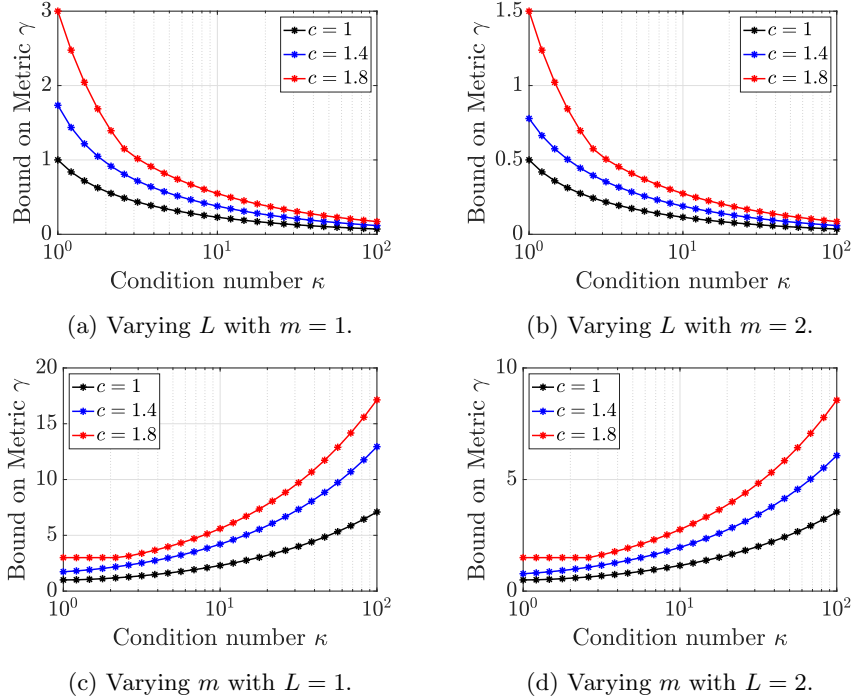 3
2
1
0
Bound on Metric γ
c = 1
c = 1.4
c = 1.8
10^0
10^1
10^2
Condition number κ
(a) Varying L with m = 1.
1.5
1
0.5
0
Bound on Metric γ
c = 1
c = 1.4
c = 1.8
10^0
10^1
10^2
Condition number κ
(b) Varying L with m = 2.
20
15
10
5
0
Bound on Metric γ
c = 1
c = 1.4
c = 1.8
10^0
10^1
10^2
Condition number κ
(c) Varying m with L = 1.
10
5
0
Bound on Metric γ
c = 1
c = 1.4
c = 1.8
10^0
10^1
10^2
Condition number κ
(d) Varying m with L = 2.